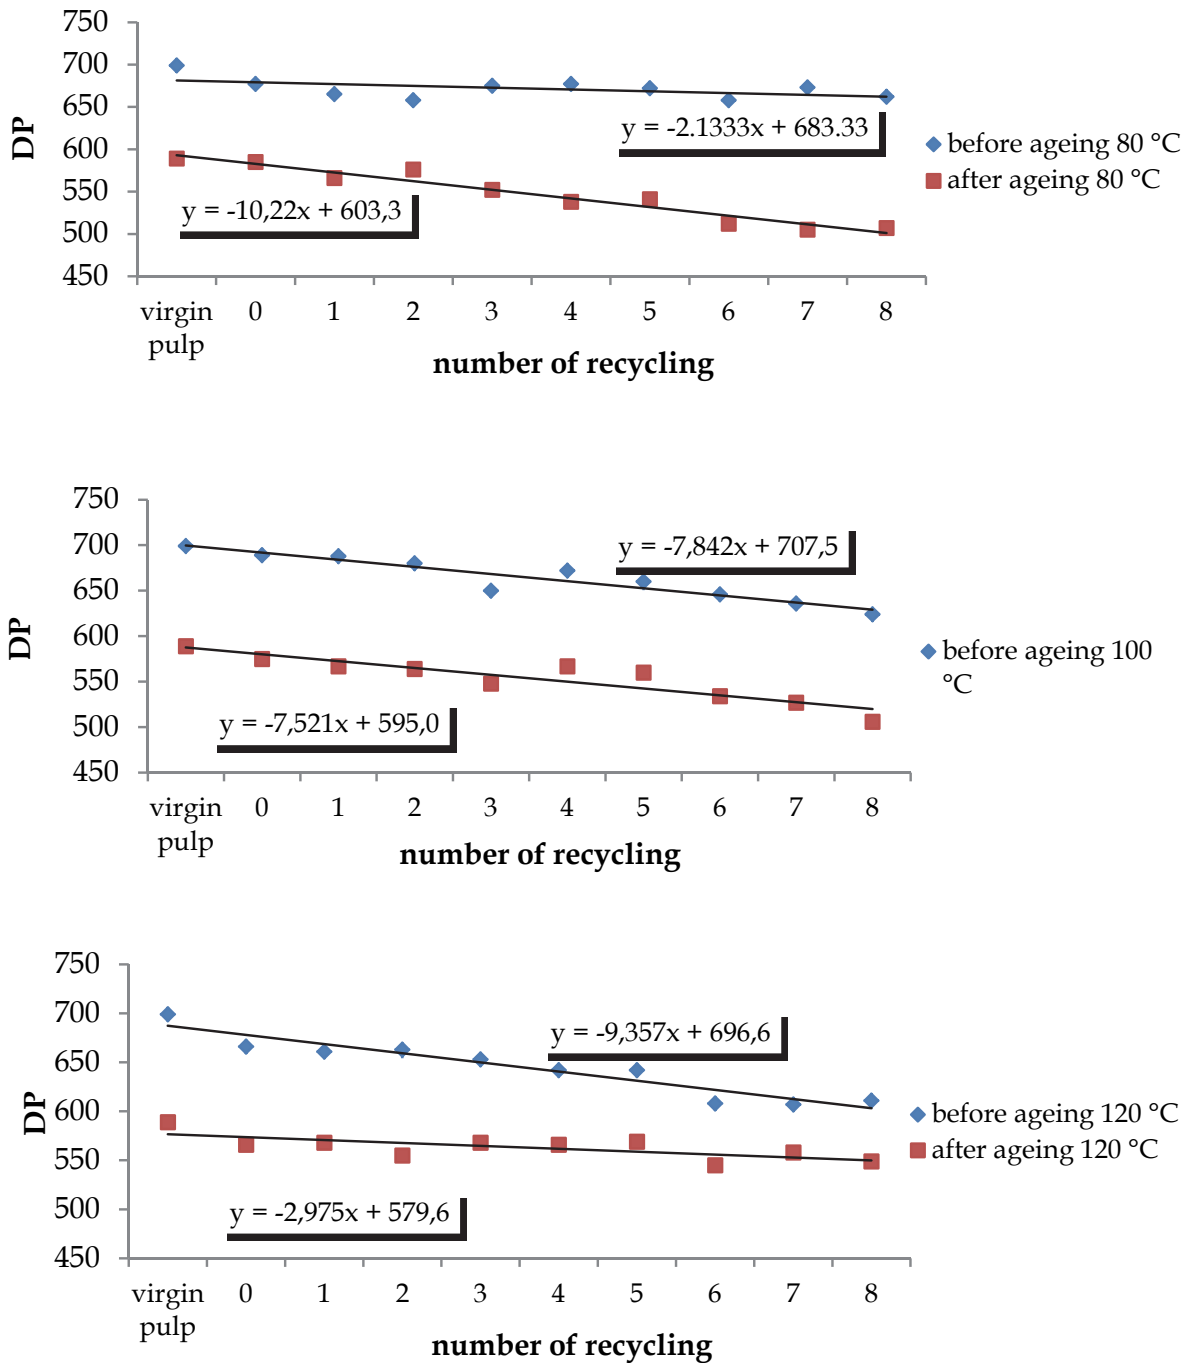 750
700
650
600
550
500
450
DP
y = -2.1333x + 683.33
y = -10,22x + 603,3
before ageing 80 °C
after ageing 80 °C
virgin pulp 0 1 2 3 4 5 6 7 8
number of recycling
750
700
650
600
550
500
450
DP
y = -7,842x + 707,5
y = -7,521x + 595,0
before ageing 100
°C
virgin pulp 0 1 2 3 4 5 6 7 8
number of recycling
750
700
650
600
550
500
450
DP
y = -9,357x + 696,6
y = -2,975x + 579,6
before ageing 120 °C
after ageing 120 °C
virgin pulp 0 1 2 3 4 5 6 7 8
number of recycling